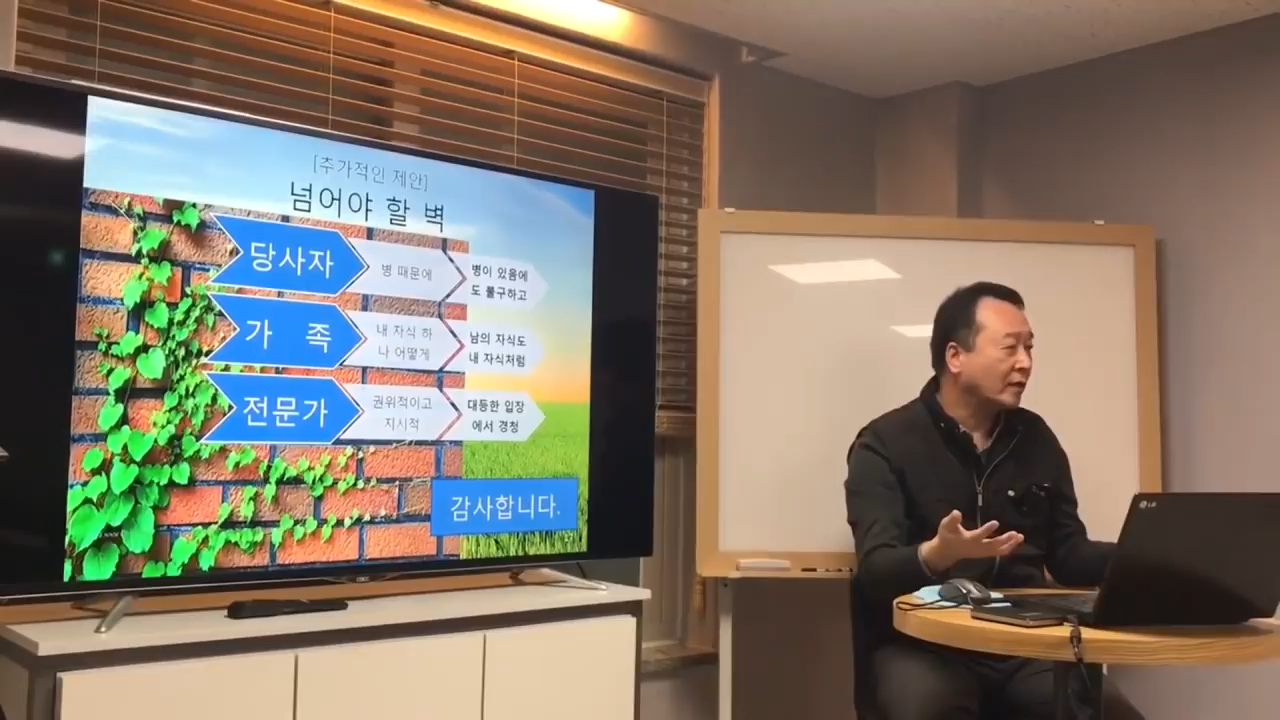 [추가적인 제안]
넘어야 할 벽
당사자
병 때문에
병이 있음에
도 불구하고
가 족
내 자식 하
나 어떻게
남의 자식도
내 자식처럼
전문가
권위적이고
지시적
대등한 입장
에서 경청
감사합니다.
LG